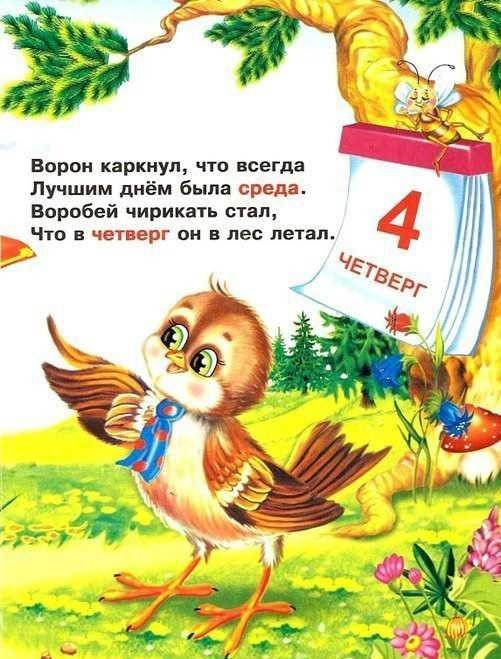 Ворон каркнул, что всегда
Лучшим днём была среда.
Воробей чирикать стал,
Что в четверг он в лес летал.
4
ЧЕТВЕРГ